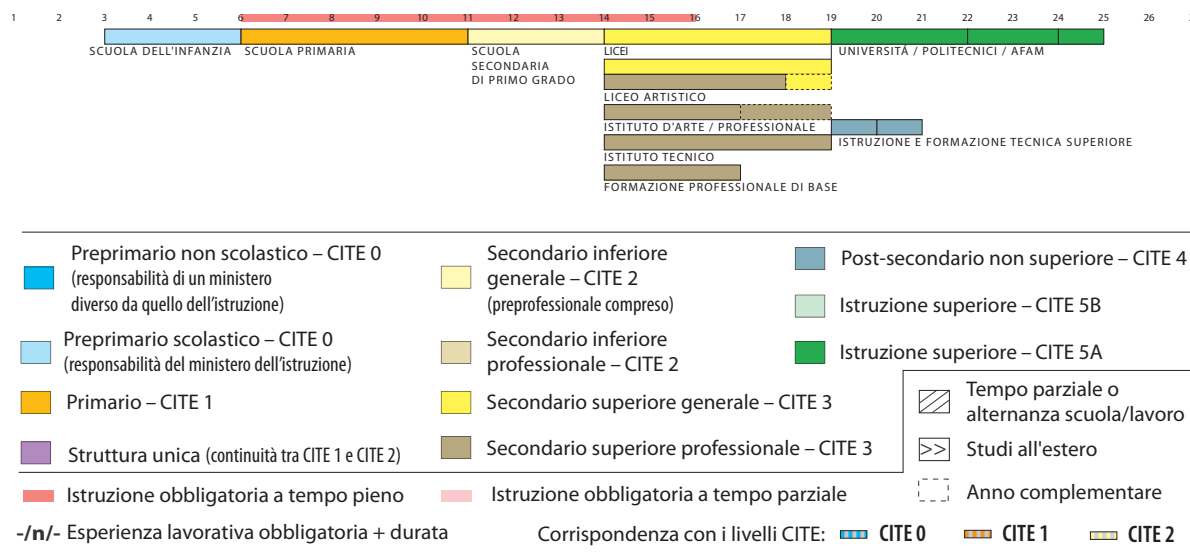 1 2 3 4 5 6 7 8 9 10 11 12 13 14 15 16 17 18 19 20 21 22 23 24 25 26
SCUOLA DELL'INFANZIA SCUOLA PRIMARIA SCUOLA LICEI UNIVERSITÁ / POLITECNICI / AFAM
SECONDARIA
DI PRIMO GRADO
LICEO ARTISTICO
ISTITUTO D'ARTE / PROFESSIONALE
ISTRUZIONE E FORMAZIONE TECNICA SUPERIORE
ISTITUTO TECNICO
FORMAZIONE PROFESSIONALE DI BASE
Preprimario non scolastico – CITE 0
(responsabilità di un ministero
diverso da quello dell'istruzione)
Preprimario scolastico – CITE 0
(responsabilità del ministero dell'istruzione)
Primario – CITE 1
Struttura unica (continuità tra CITE 1 e CITE 2)
Secondario inferiore
generale – CITE 2
(preprofessionale compreso)
Secondario inferiore
professionale – CITE 2
Secondario superiore generale – CITE 3
Secondario superiore professionale – CITE 3
Post-secondario non superiore – CITE 4
Istruzione superiore – CITE 5B
Istruzione superiore – CITE 5A
Tempo parziale o
alternanza scuola/lavoro
>> Studi all'estero
Anno complementare
Istruzione obbligatoria a tempo pieno
Istruzione obbligatoria a tempo parziale
-/n/- Esperienza lavorativa obbligatoria + durata
Corrispondenza con i livelli CITE: CITE 0 CITE 1 CITE 2